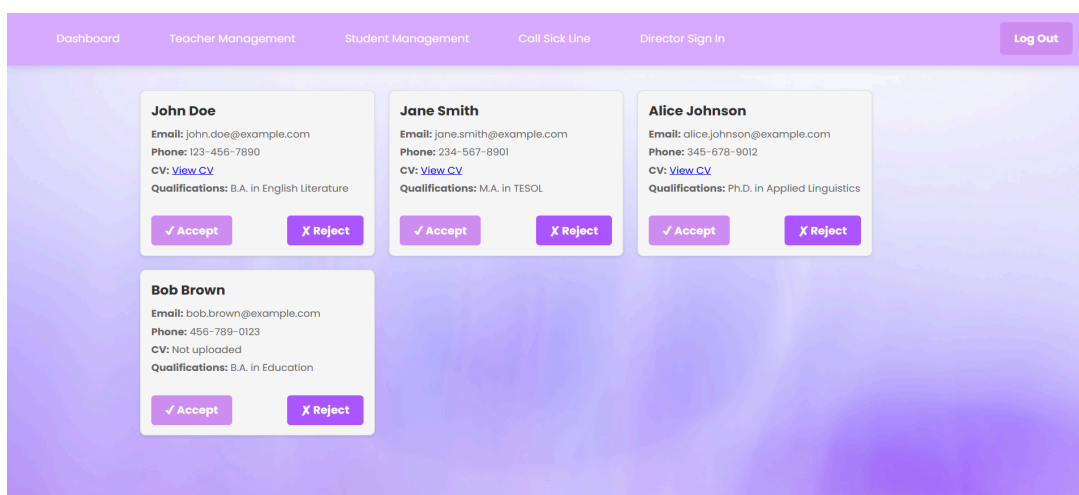 Dashboard Teacher Management Student Management Call Sick Line Director Sign In Log Out
John Doe
Email: john.doe@example.com
Phone: 123-456-7890
CV: View CV
Qualifications: B.A. in English Literature
✓ Accept ✗ Reject
Jane Smith
Email: jane.smith@example.com
Phone: 234-567-8901
CV: View CV
Qualifications: M.A. in TESOL
✓ Accept ✗ Reject
Alice Johnson
Email: alice.johnson@example.com
Phone: 345-678-9012
CV: View CV
Qualifications: Ph.D. in Applied Linguistics
✓ Accept ✗ Reject
Bob Brown
Email: bob.brown@example.com
Phone: 456-789-0123
CV: Not uploaded
Qualifications: B.A. in Education
✓ Accept ✗ Reject